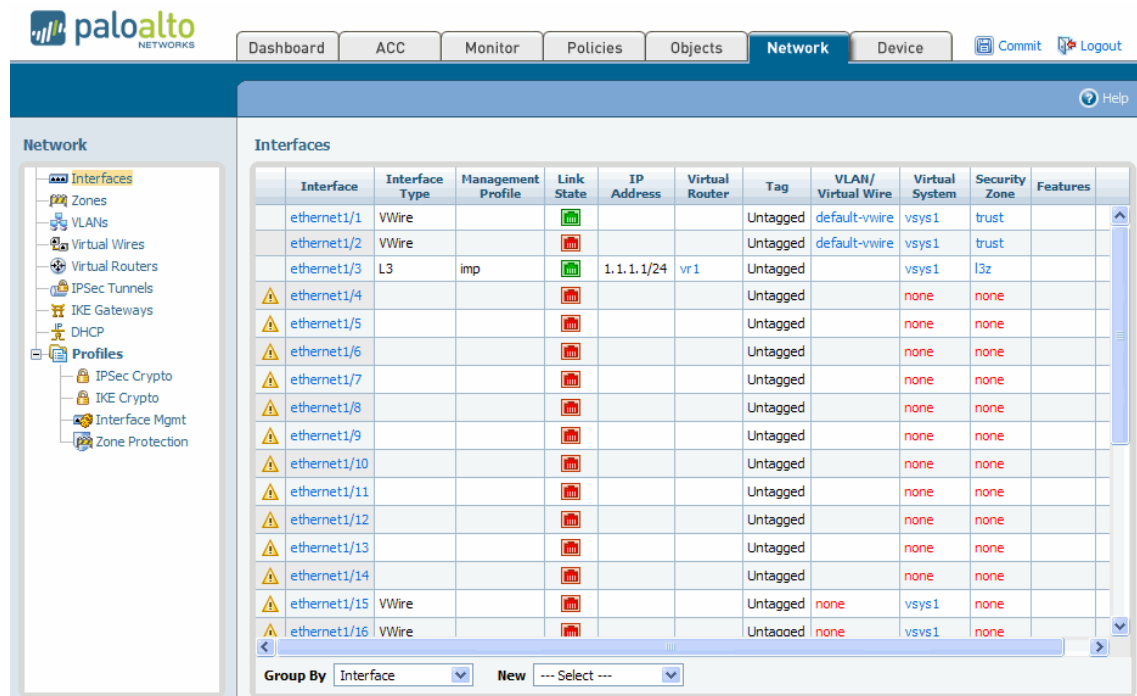 paloalto
NETWORKS
Dashboard ACC Monitor Policies Objects Network Device Commit Logout
Help
Network
Interfaces
Zones
VLANs
Virtual Wires
Virtual Routers
IPSec Tunnels
IKE Gateways
DHCP
Profiles
IPSec Crypto
IKE Crypto
Interface Mgmt
Zone Protection
Interfaces
Interface Interface Type Management Profile Link State IP Address Virtual Router Tag VLAN/ Virtual Wire Virtual System Security Zone Features
ethernet1/1 VWire Untagged default-vwire vsys1 trust
ethernet1/2 VWire Untagged default-vwire vsys1 trust
ethernet1/3 L3 imp 1.1.1.1/24 vr1 Untagged vsys1 l3z
ethernet1/4 Untagged none none
ethernet1/5 Untagged none none
ethernet1/6 Untagged none none
ethernet1/7 Untagged none none
ethernet1/8 Untagged none none
ethernet1/9 Untagged none none
ethernet1/10 Untagged none none
ethernet1/11 Untagged none none
ethernet1/12 Untagged none none
ethernet1/13 Untagged none none
ethernet1/14 Untagged none none
ethernet1/15 VWire Untagged none vsys1 none
ethernet1/16 VWire Untagged none vsys1 none
Group By Interface New --- Select ---